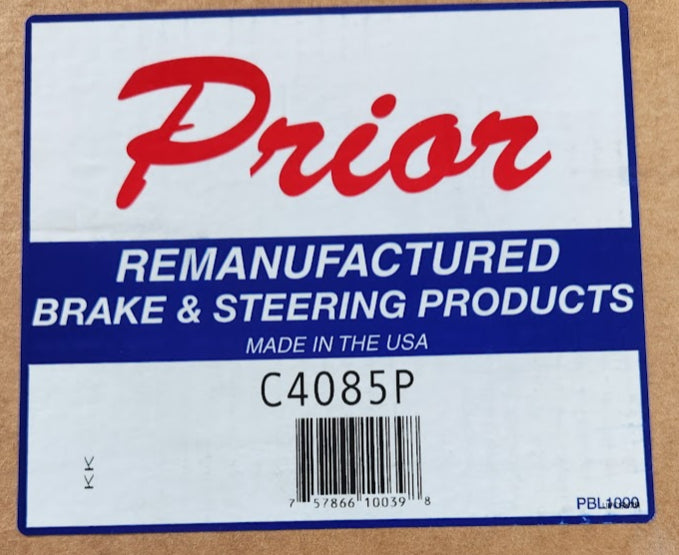 Prior
REMANUFACTURED
BRAKE & STEERING PRODUCTS
MADE IN THE USA
C4085P
KK
7 57866 10039 8
PBL1000